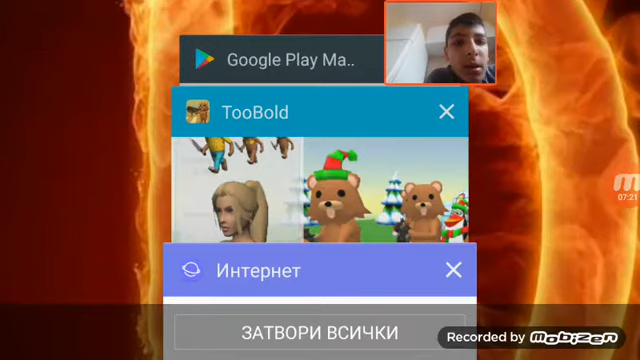 Google Play Ma..
TooBold
07:21
Интернет
ЗАТВОРИ ВСИЧКИ
Recorded by mobizen